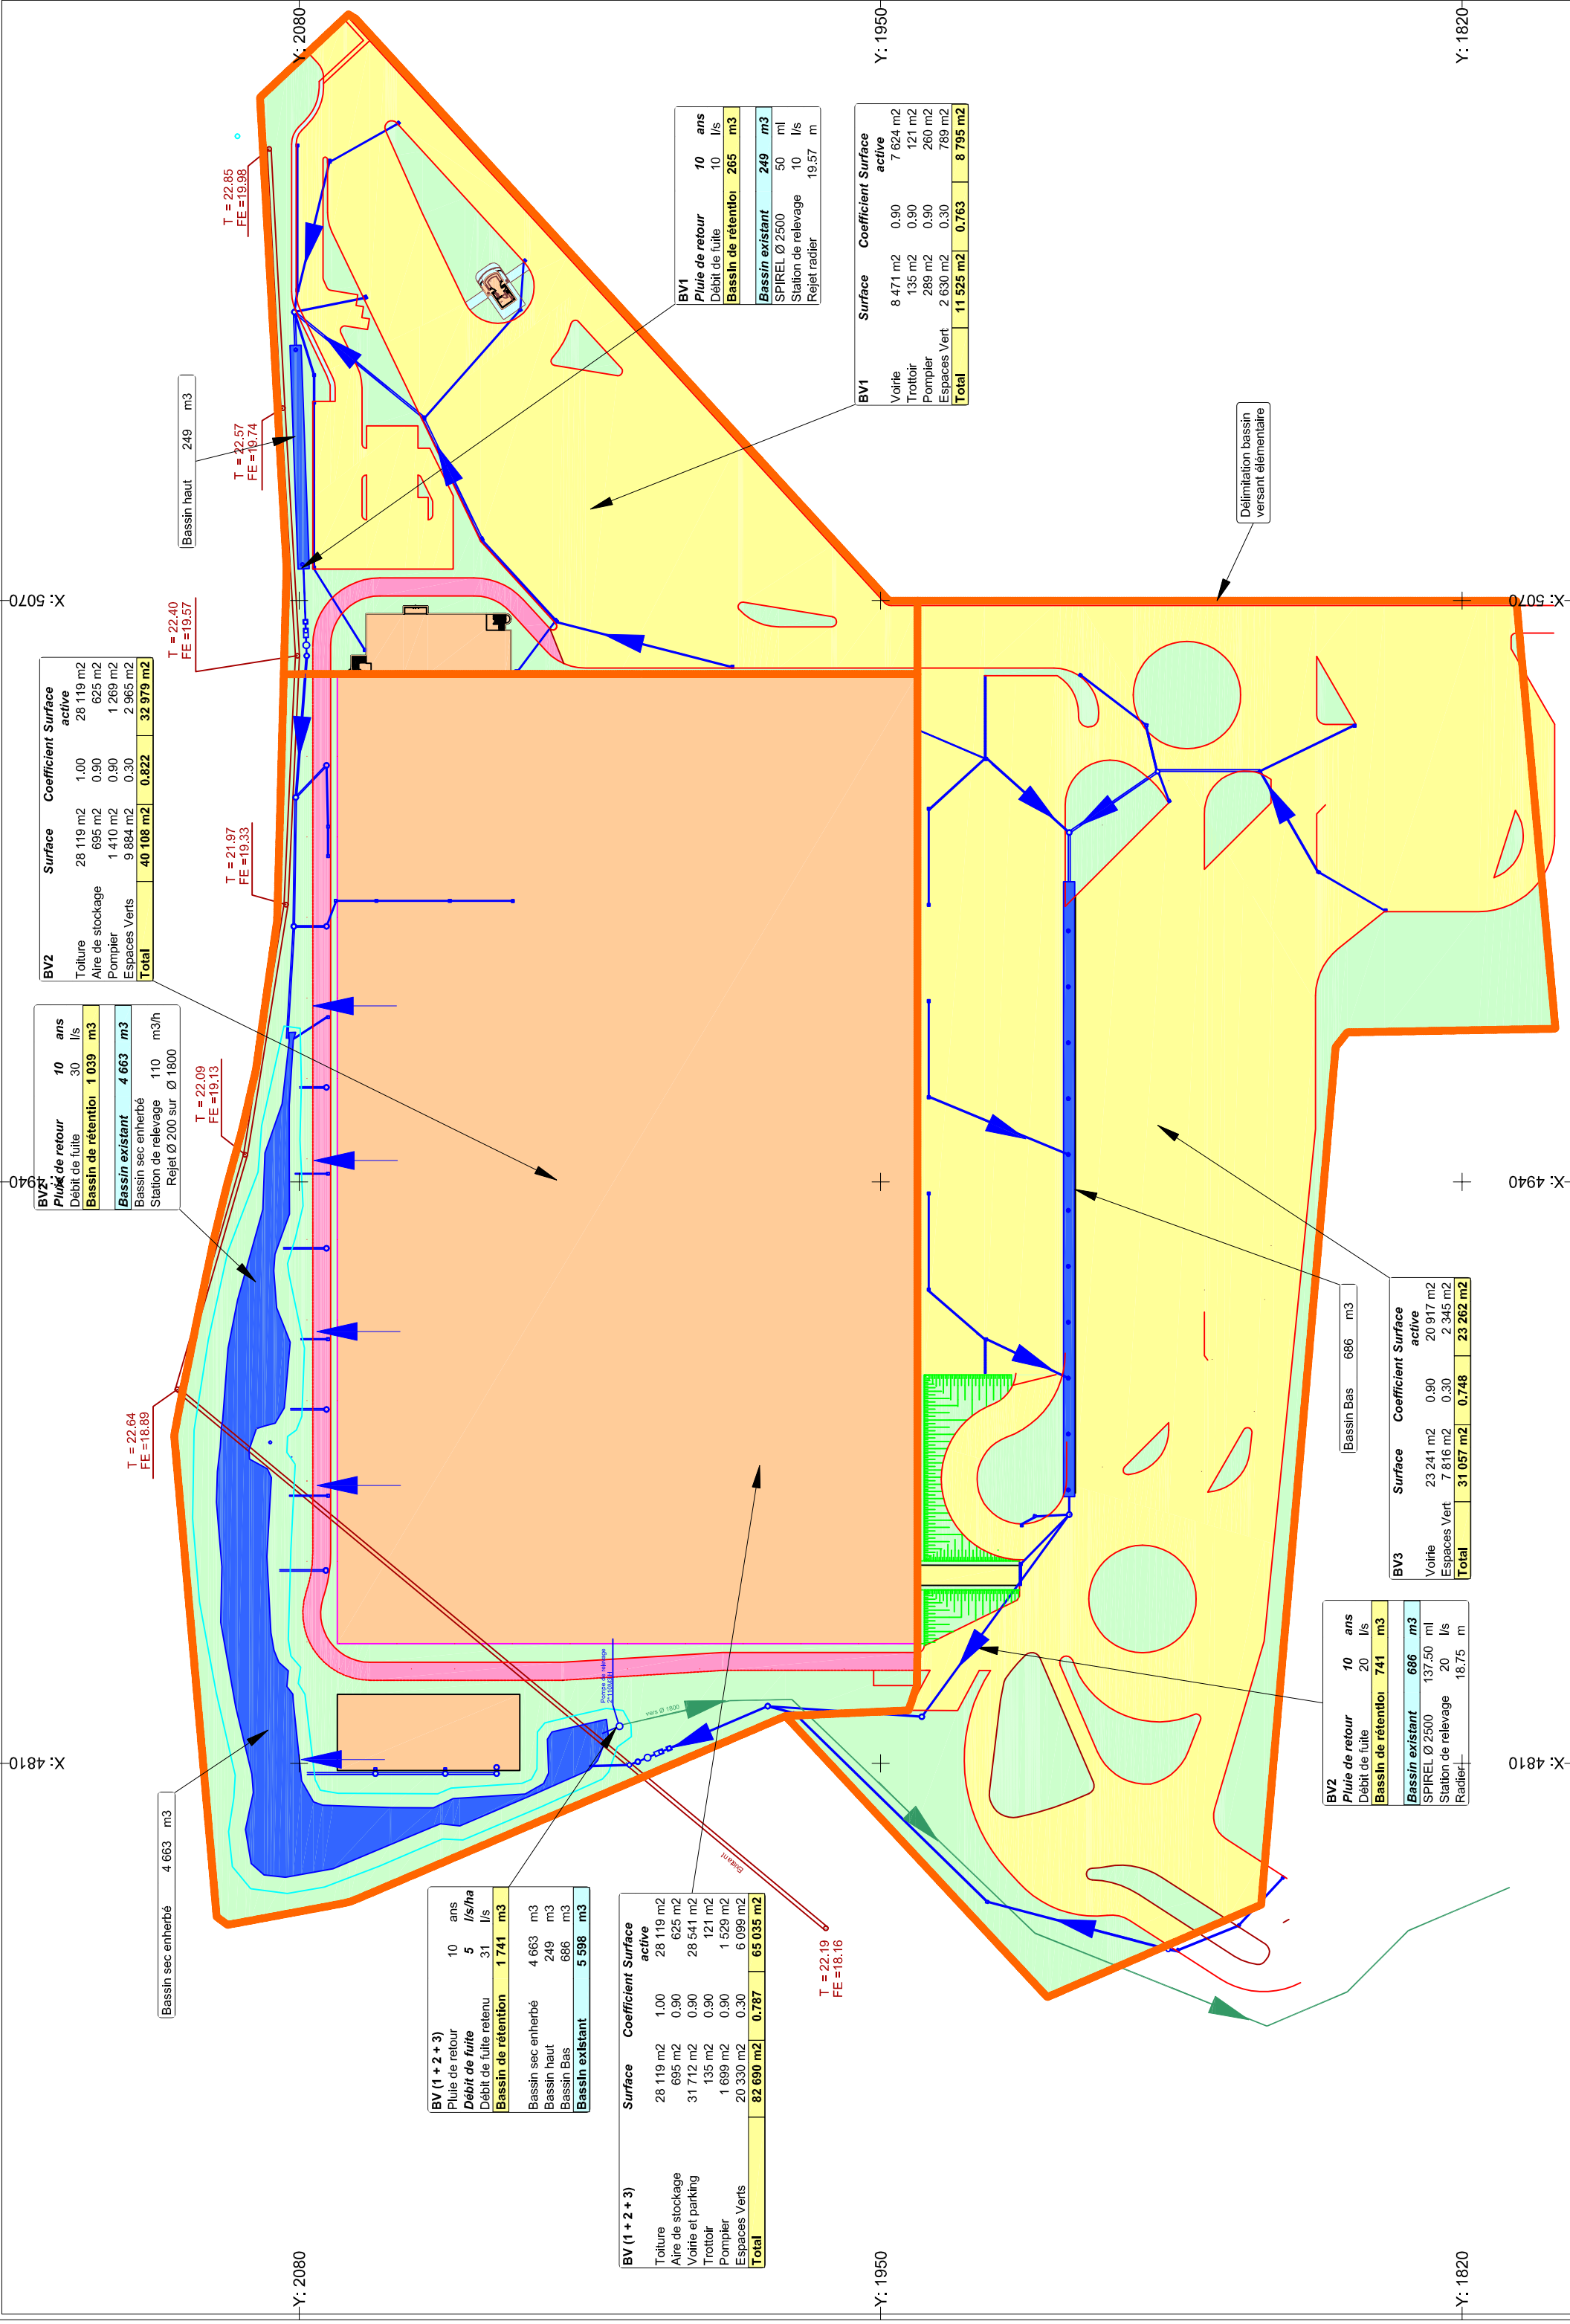 Y: 2080
Y: 1950
Y: 1820
X: 5070
X: 5070
X: 4940
X: 4940
X: 4810
X: 4810
Y: 2080
Y: 1950
Y: 1820
T = 22.85
FE =19.98
T = 22.57
FE =19.74
T = 22.40
FE =19.57
T = 21.97
FE =19.33
T = 22.09
FE =19.13
T = 22.64
FE =18.89
T = 22.19
FE =18.16
Bassin haut 249 m3
BV1
Pluie de retour 10 ans
Débit de fuite 10 l/s
Bassin de rétention 265 m3
Bassin existant 249 m3
SPIREL Ø 2500 50 ml
Station de relevage 10 l/s
Rejet radier 19.57 m
BV1 Surface Coefficient Surface active
Voirie 8 471 m2 0.90 7 624 m2
Trottoir 135 m2 0.90 121 m2
Pompier 289 m2 0.90 260 m2
Espaces Vert 2 630 m2 0.30 789 m2
Total 11 525 m2 0.763 8 795 m2
Délimitation bassin
versant élémentaire
BV2 Surface Coefficient Surface active
Toiture 28 119 m2 1.00 28 119 m2
Aire de stockage 695 m2 0.90 625 m2
Pompier 1 410 m2 0.90 1 269 m2
Espaces Verts 9 884 m2 0.30 2 965 m2
Total 40 108 m2 0.822 32 979 m2
BV2
Pluie de retour 10 ans
Débit de fuite 30 l/s
Bassin de rétention 1 039 m3
Bassin existant 4 663 m3
Bassin sec enherbé
Station de relevage 110 m3/h
Rejet Ø 200 sur Ø 1800
Bassin sec enherbé 4 663 m3
BV (1 + 2 + 3)
Pluie de retour 10 ans
Débit de fuite 5 l/s/ha
Débit de fuite retenu 31 l/s
Bassin de rétention 1 741 m3
Bassin sec enherbé 4 663 m3
Bassin haut 249 m3
Bassin Bas 686 m3
Bassin existant 5 598 m3
BV (1 + 2 + 3) Surface Coefficient Surface active
Toiture 28 119 m2 1.00 28 119 m2
Aire de stockage 695 m2 0.90 625 m2
Voirie et parking 31 712 m2 0.90 28 541 m2
Trottoir 135 m2 0.90 121 m2
Pompier 1 699 m2 0.90 1 529 m2
Espaces Verts 20 330 m2 0.30 6 099 m2
Total 82 690 m2 0.787 65 035 m2
Bassin Bas 686 m3
BV3 Surface Coefficient Surface active
Voirie 23 241 m2 0.90 20 917 m2
Espaces Vert 7 816 m2 0.30 2 345 m2
Total 31 057 m2 0.748 23 262 m2
BV2
Pluie de retour 10 ans
Débit de fuite 20 l/s
Bassin de rétention 741 m3
Bassin existant 686 m3
SPIREL Ø 2500 137.50 ml
Station de relevage 20 l/s
Radier 18.75 m
Pompe de relevage
vers Ø 1800
Existant